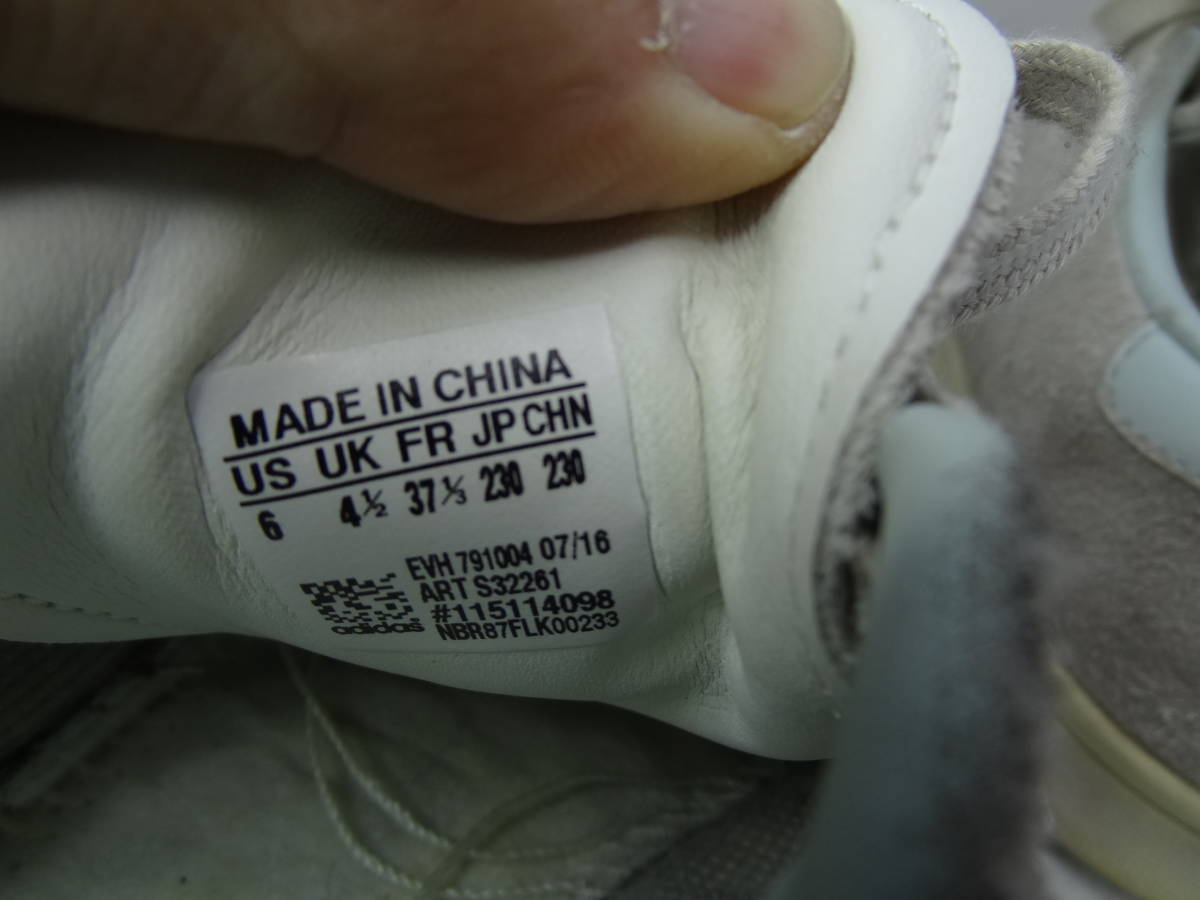 MADE IN CHINA
US UK FR JP CHN
6 4½ 37⅓ 230 230
EVH 791004 07/16
ART S32261
#115114098
adidas NBR87FLK00233